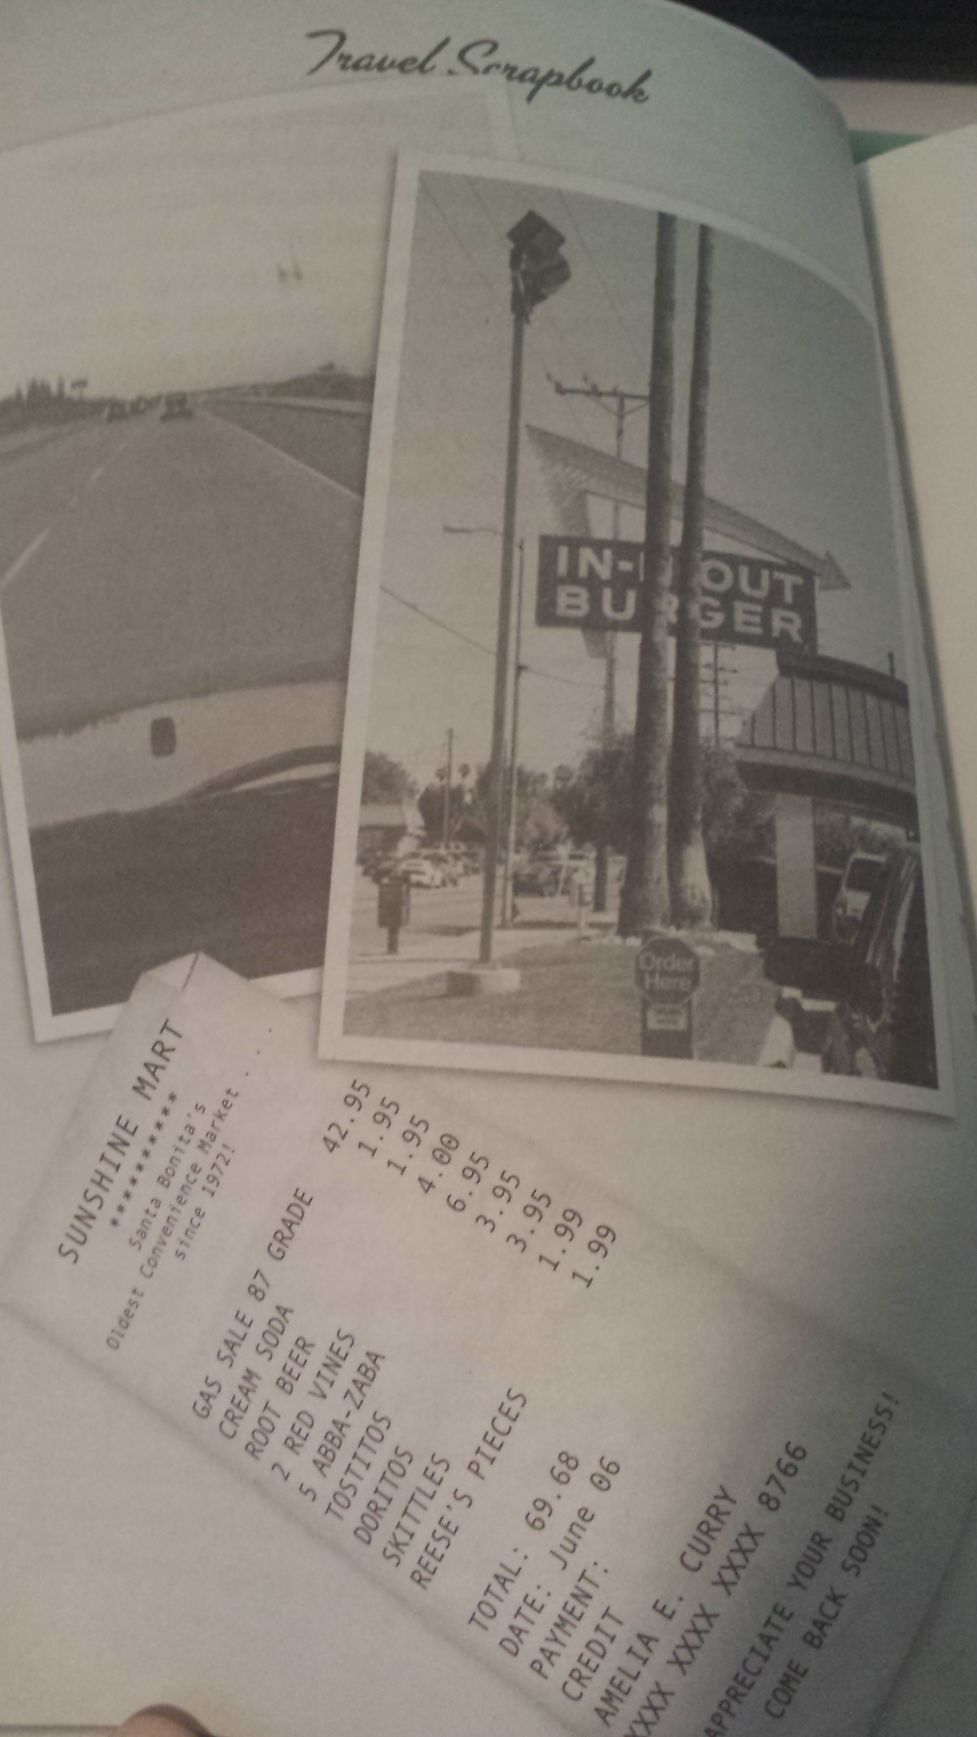 Travel Scrapbook
IN-N-OUT
BURGER
Order
Here
SUNSHINE MART
**********
Santa Bonita's
Oldest Convenience Market . . .
since 1972!
GAS SALE 87 GRADE 42.95
CREAM SODA 1.95
ROOT BEER 1.95
2 RED VINES 4.00
5 ABBA-ZABA 6.95
TOSTITOS 3.95
DORITOS 3.95
SKITTLES 1.99
REESE'S PIECES 1.99
TOTAL: 69.68
DATE: June 06
PAYMENT:
CREDIT
AMELIA E. CURRY
XXXX XXXX XXXX 8766
APPRECIATE YOUR BUSINESS!
COME BACK SOON!